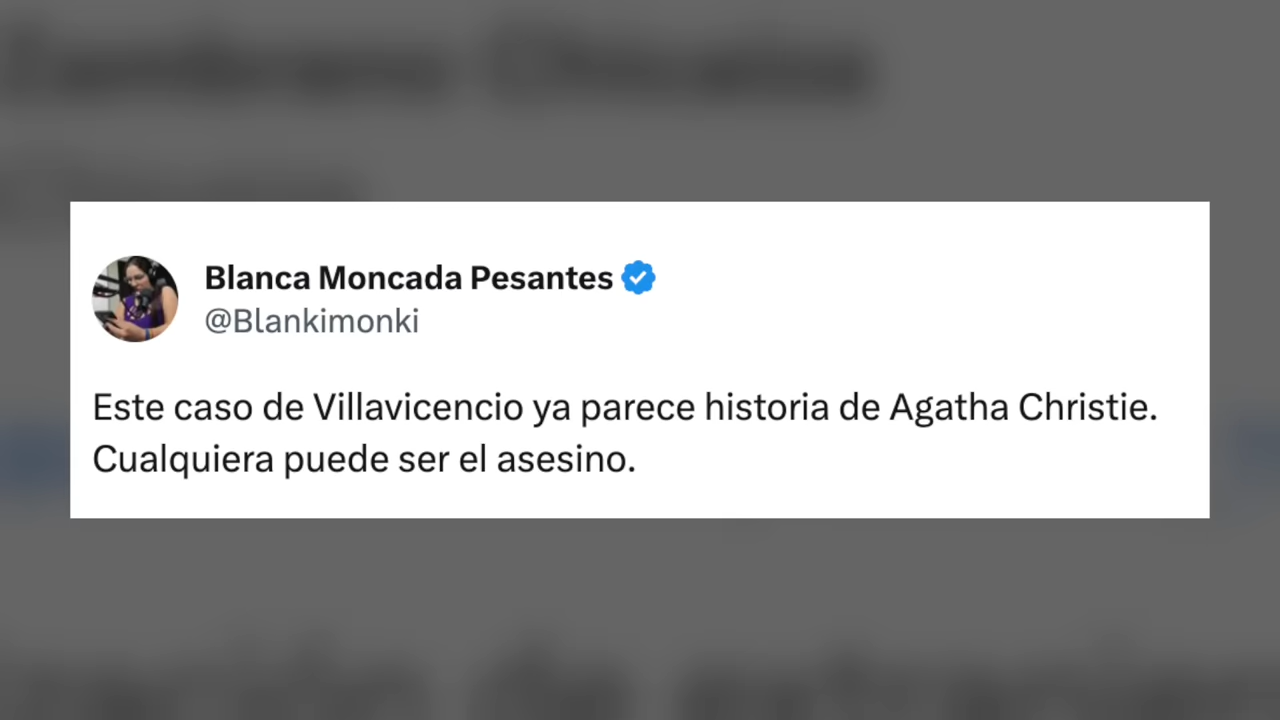 Blanca Moncada Pesantes
@Blankimonki
Este caso de Villavicencio ya parece historia de Agatha Christie.
Cualquiera puede ser el asesino.